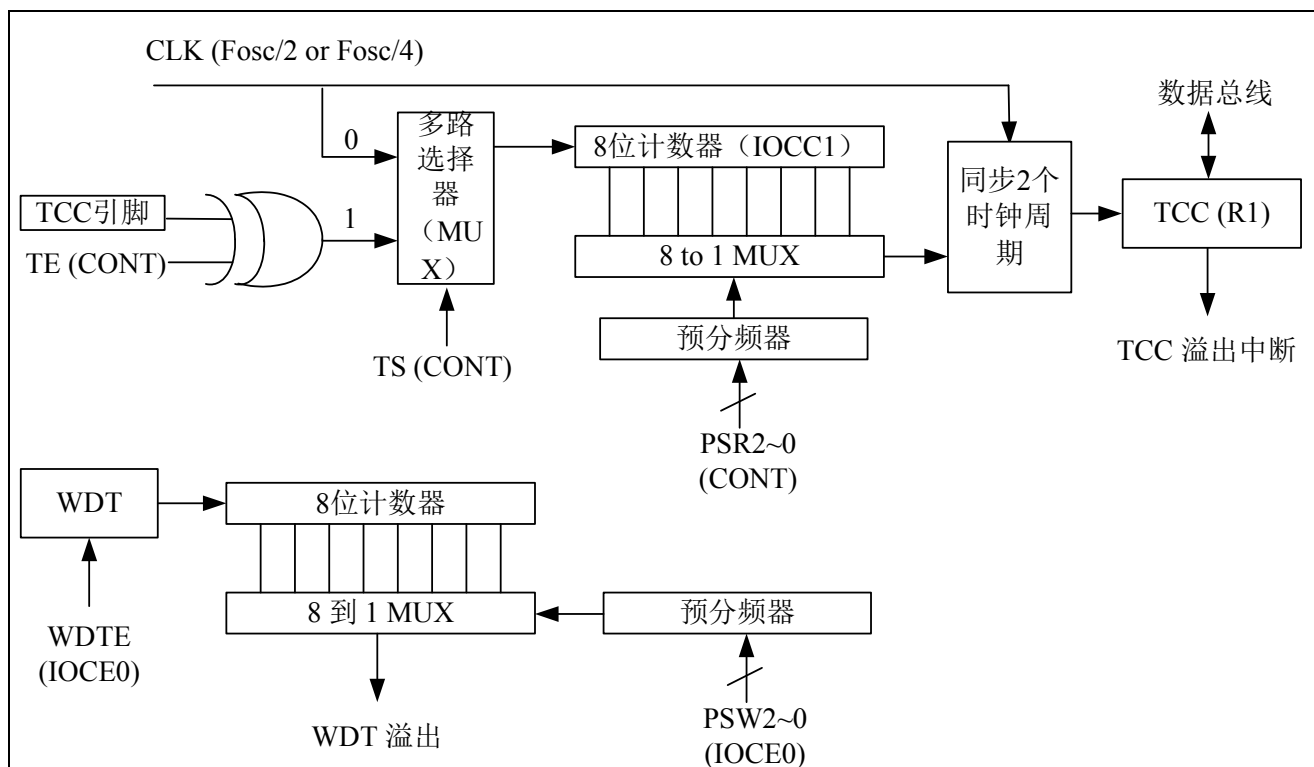 CLK (Fosc/2 or Fosc/4)
数据总线
0
多路
选择
器
（MU
X）
8位计数器（IOCC1）
同步2个
时钟周
期
TCC引脚
1
TCC (R1)
TE (CONT)
8 to 1 MUX
预分频器
TS (CONT)
TCC 溢出中断
PSR2~0
(CONT)
WDT
8位计数器
8 到 1 MUX
预分频器
WDTE
(IOCE0)
WDT 溢出
PSW2~0
(IOCE0)